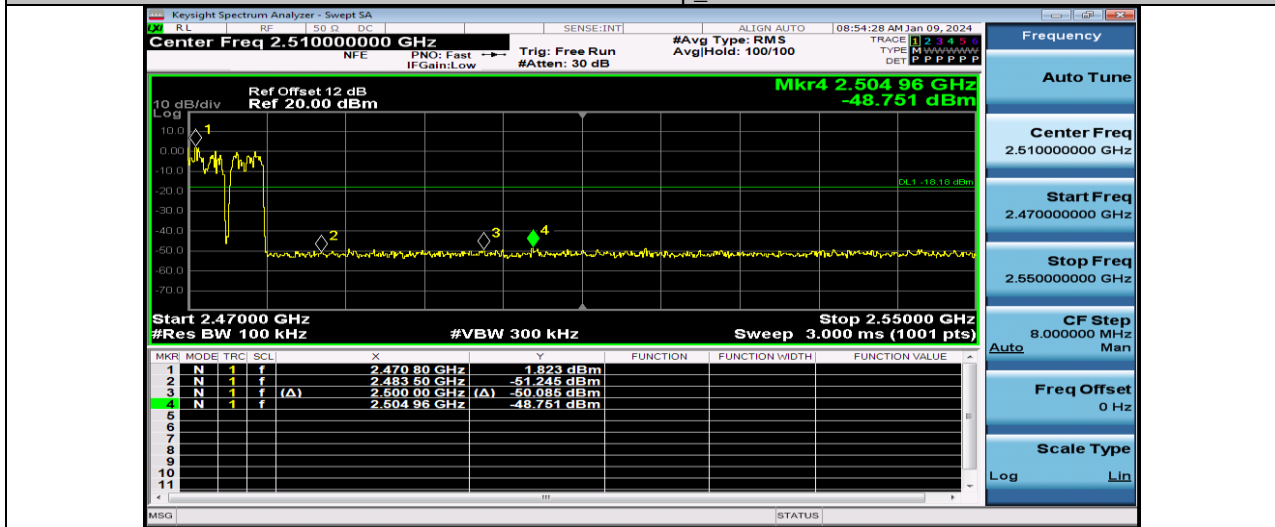 Keysight Spectrum Analyzer - Swept SA
LXI RL RF 50 Ω DC SENSE:INT ALIGN AUTO 08:54:28 AM Jan 09, 2024
Center Freq 2.510000000 GHz #Avg Type: RMS TRACE 1 2 3 4 5 6
NFE PNO: Fast Trig: Free Run Avg|Hold: 100/100 TYPE M WWWWW
IFGain:Low #Atten: 30 dB DET P P P P P P
Frequency
Mkr4 2.504 96 GHz
Ref Offset 12 dB
10 dB/div Ref 20.00 dBm -48.751 dBm
Log
10.0
0.00
-10.0
-20.0
-30.0
-40.0
-50.0
-60.0
-70.0
1
2
3
4
DL1 -18.18 dBm
Start 2.47000 GHz Stop 2.55000 GHz
#Res BW 100 kHz #VBW 300 kHz Sweep 3.000 ms (1001 pts)
MKR MODE TRC SCL X Y FUNCTION FUNCTION WIDTH FUNCTION VALUE
1 N 1 f 2.470 80 GHz 1.823 dBm
2 N 1 f 2.483 50 GHz -51.245 dBm
3 N 1 f (Δ) 2.500 00 GHz (Δ) -50.085 dBm
4 N 1 f 2.504 96 GHz -48.751 dBm
5
6
7
8
9
10
11
MSG STATUS
Auto Tune
Center Freq
2.510000000 GHz
Start Freq
2.470000000 GHz
Stop Freq
2.550000000 GHz
CF Step
8.000000 MHz
Auto Man
Freq Offset
0 Hz
Scale Type
Log Lin